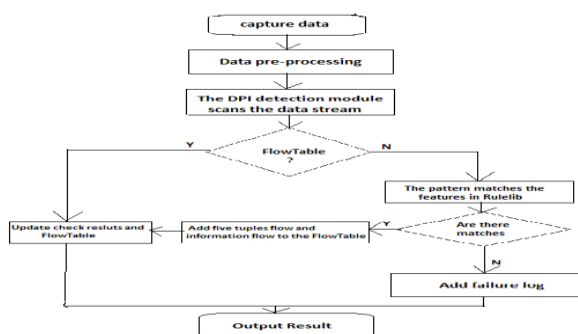 capture data
Data pre-processing
The DPI detection module
scans the data stream
Y
FlowTable
?
N
The pattern matches the
features in Rulelib
Update check resluts and
FlowTable
Add five tuples flow and
information flow to the FlowTable
Y
Are there
matches
N
Add failure log
Output Result